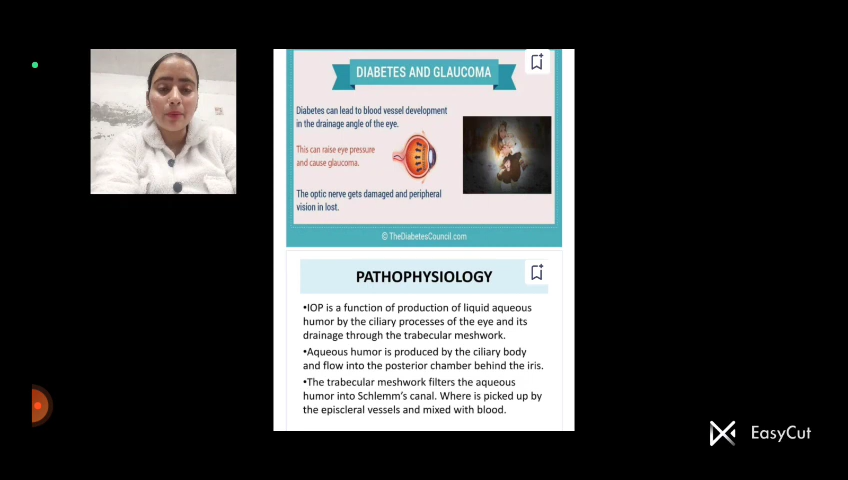 DIABETES AND GLAUCOMA
Diabetes can lead to blood vessel development
in the drainage angle of the eye.
This can raise eye pressure
and cause glaucoma.
The optic nerve gets damaged and peripheral
vision in lost.
© TheDiabetesCouncil.com
PATHOPHYSIOLOGY
•IOP is a function of production of liquid aqueous
humor by the ciliary processes of the eye and its
drainage through the trabecular meshwork.
•Aqueous humor is produced by the ciliary body
and flow into the posterior chamber behind the iris.
•The trabecular meshwork filters the aqueous
humor into Schlemm's canal. Where is picked up by
the episcleral vessels and mixed with blood.
EasyCut